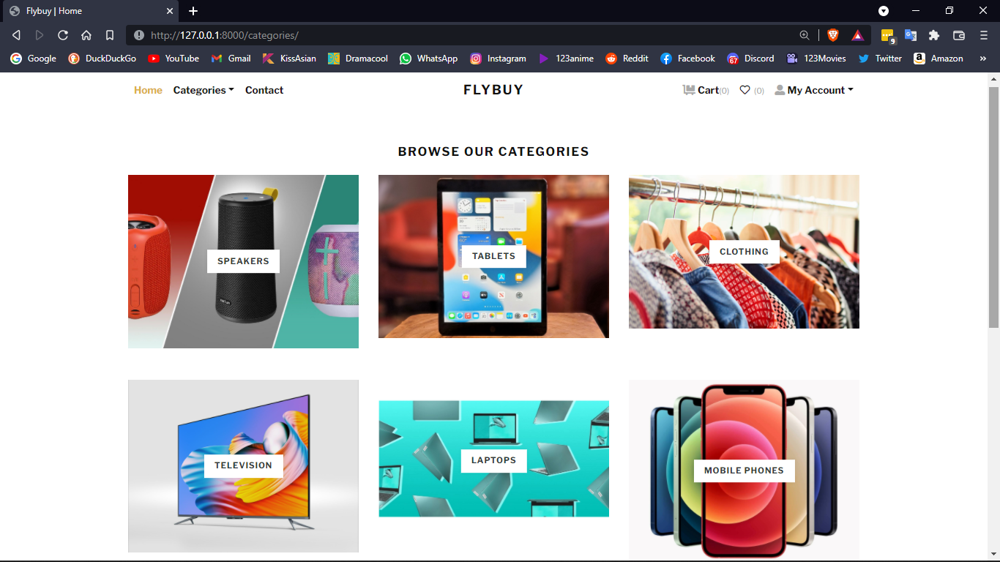 Flybuy | Home
http://127.0.0.1:8000/categories/
9
Google DuckDuckGo YouTube Gmail KissAsian Dramacool WhatsApp Instagram 123anime Reddit Facebook 67 Discord 123Movies Twitter Amazon »
Home Categories Contact FLYBUY Cart(0) (0) My Account
BROWSE OUR CATEGORIES
SPEAKERS TABLETS CLOTHING
TELEVISION LAPTOPS MOBILE PHONES